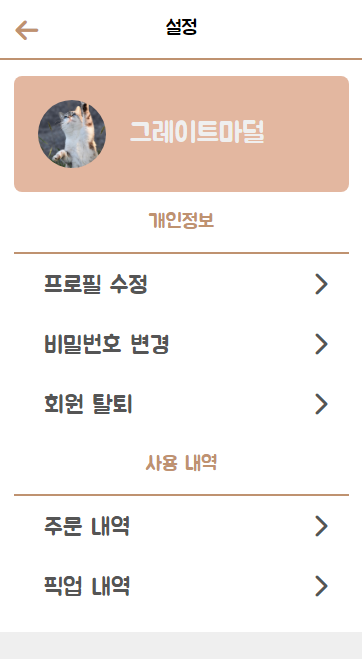 설정
그레이트마덜
개인정보
프로필 수정
비밀번호 변경
회원 탈퇴
사용 내역
주문 내역
픽업 내역